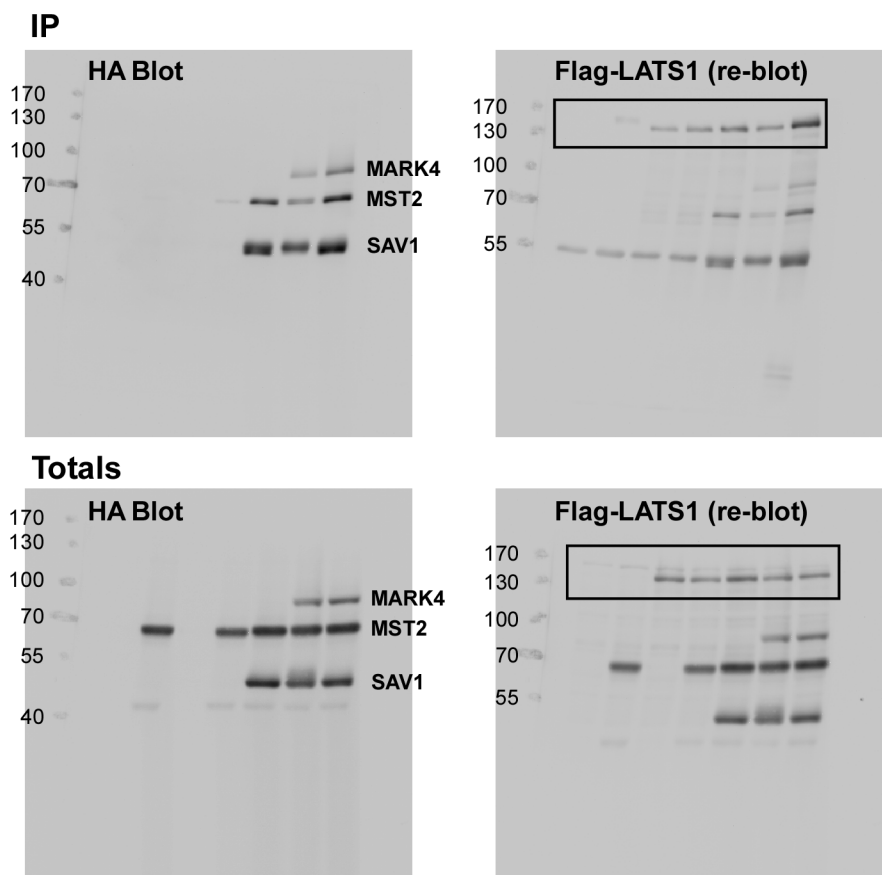 IP
HA Blot
170
130
100
70
55
40
MARK4
MST2
SAV1
Flag-LATS1 (re-blot)
170
130
100
70
55
Totals
HA Blot
170
130
100
70
55
40
MARK4
MST2
SAV1
Flag-LATS1 (re-blot)
170
130
100
70
55